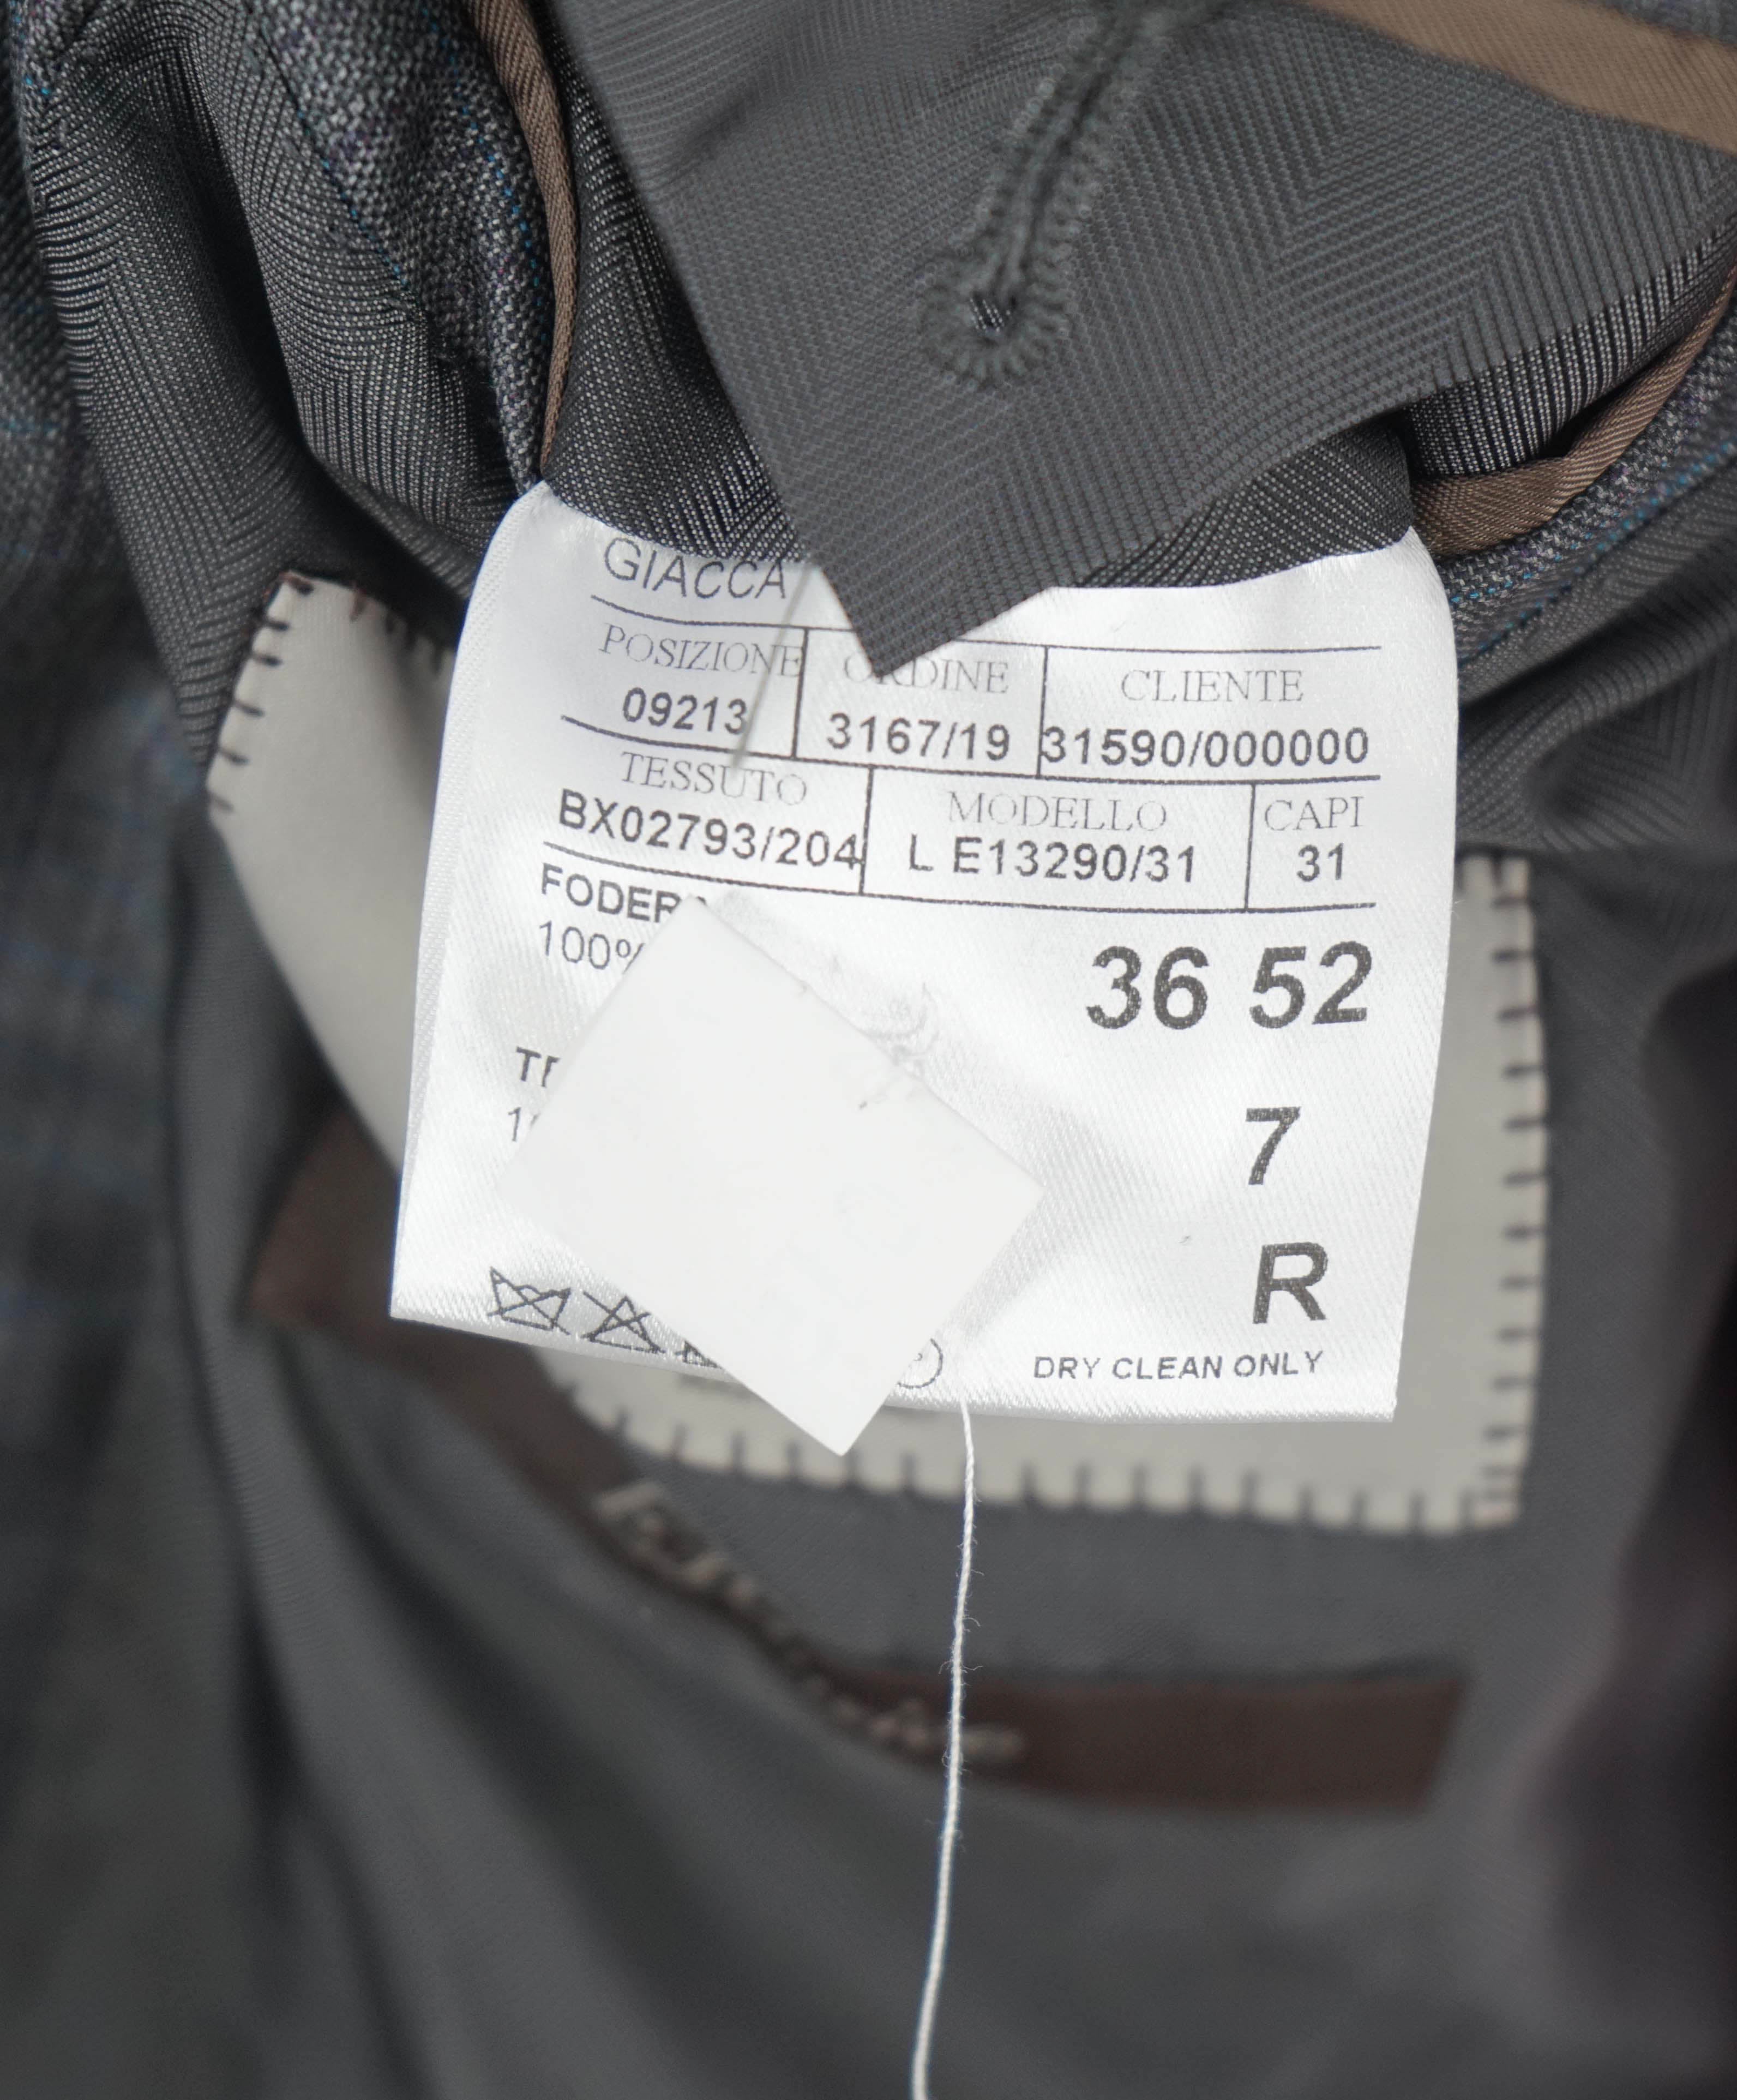 GIACCA
POSIZIONE ORDINE CLIENTE
09213 3167/19 31590/000000
TESSUTO MODELLO CAPI
BX02793/204 L E13290/31 31
100%
36 52
7
R
DRY CLEAN ONLY